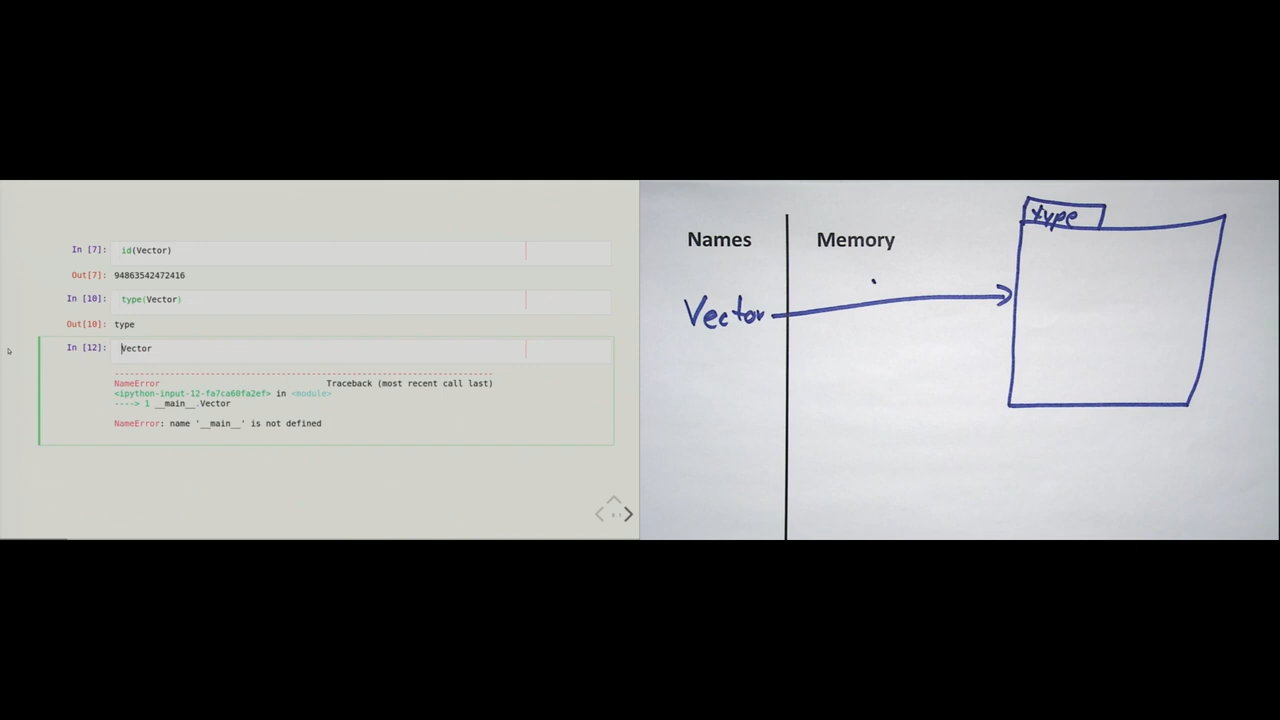 In [7]: id(Vector)
Out[7]: 94863542472416
In [10]: type(Vector)
Out[10]: type
In [12]: Vector
---------------------------------------------------------------------------
NameError Traceback (most recent call last)
<ipython-input-12-fa7ca60fa2ef> in <module>
----> 1 __main__.Vector
NameError: name '__main__' is not defined
Names Memory
type
Vector